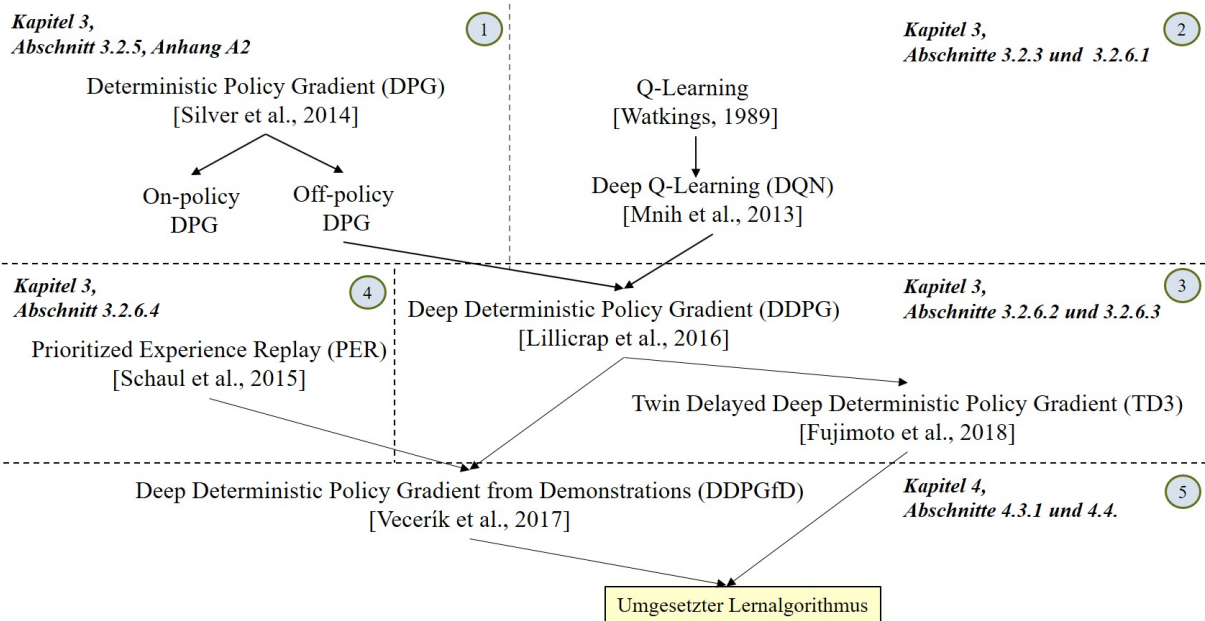 Kapitel 3,
Abschnitt 3.2.5, Anhang A2
1
Deterministic Policy Gradient (DPG)
[Silver et al., 2014]
On-policy
DPG
Off-policy
DPG
Kapitel 3,
Abschnitte 3.2.3 und 3.2.6.1
2
Q-Learning
[Watkings, 1989]
Deep Q-Learning (DQN)
[Mnih et al., 2013]
Kapitel 3,
Abschnitt 3.2.6.4
4
Prioritized Experience Replay (PER)
[Schaul et al., 2015]
Deep Deterministic Policy Gradient (DDPG)
[Lillicrap et al., 2016]
Kapitel 3,
Abschnitte 3.2.6.2 und 3.2.6.3
3
Twin Delayed Deep Deterministic Policy Gradient (TD3)
[Fujimoto et al., 2018]
Deep Deterministic Policy Gradient from Demonstrations (DDPGfD)
[Vecerík et al., 2017]
Kapitel 4,
Abschnitte 4.3.1 und 4.4.
5
Umgesetzter Lernalgorithmus